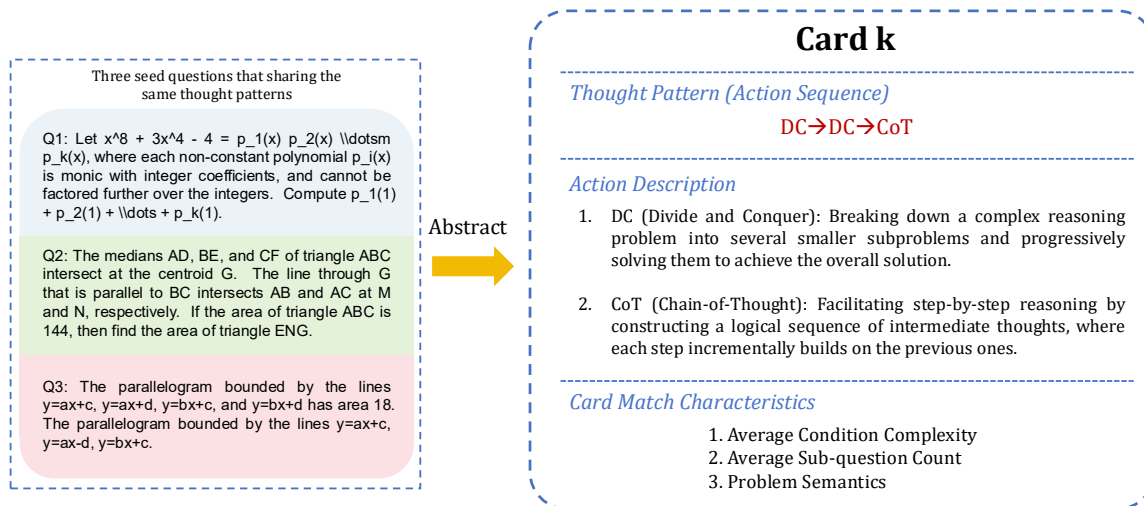 Three seed questions that sharing the
same thought patterns
Q1: Let x^8 + 3x^4 - 4 = p_1(x) p_2(x) \\dotsm
p_k(x), where each non-constant polynomial p_i(x)
is monic with integer coefficients, and cannot be
factored further over the integers. Compute p_1(1)
+ p_2(1) + \\dots + p_k(1).
Q2: The medians AD, BE, and CF of triangle ABC
intersect at the centroid G. The line through G
that is parallel to BC intersects AB and AC at M
and N, respectively. If the area of triangle ABC is
144, then find the area of triangle ENG.
Q3: The parallelogram bounded by the lines
y=ax+c, y=ax+d, y=bx+c, and y=bx+d has area 18.
The parallelogram bounded by the lines y=ax+c,
y=ax-d, y=bx+c.
Abstract
Card k
Thought Pattern (Action Sequence)
DC→DC→CoT
Action Description
1. DC (Divide and Conquer): Breaking down a complex reasoning
problem into several smaller subproblems and progressively
solving them to achieve the overall solution.
2. CoT (Chain-of-Thought): Facilitating step-by-step reasoning by
constructing a logical sequence of intermediate thoughts, where
each step incrementally builds on the previous ones.
Card Match Characteristics
1. Average Condition Complexity
2. Average Sub-question Count
3. Problem Semantics